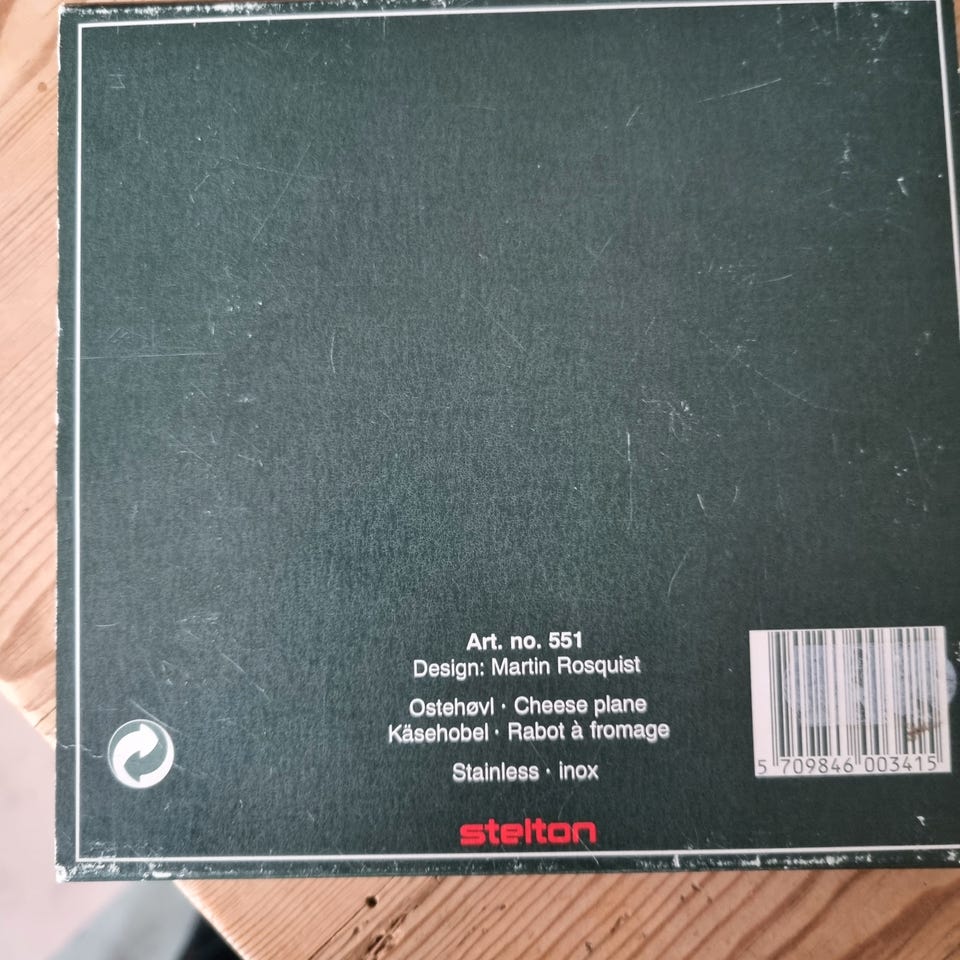 Art. no. 551
Design: Martin Rosquist
Ostehøvl · Cheese plane
Käsehobel · Rabot à fromage
Stainless · inox
5 709846 003415
stelton